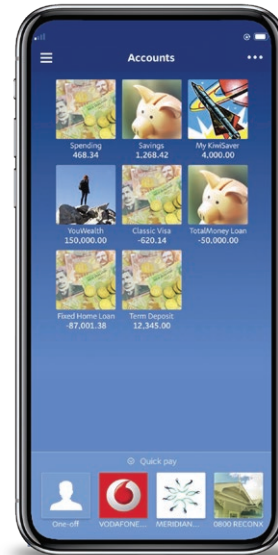 Accounts
Spending
468.34
Savings
1,268.42
My KiwiSaver
4,000.00
YouWealth
150,000.00
Classic Visa
-620.14
TotalMoney Loan
-50,000.00
Fixed Home Loan
-87,001.38
Term Deposit
12,345.00
Quick pay
One-off
VODAFONE...
MERIDIAN...
0800 RECONX